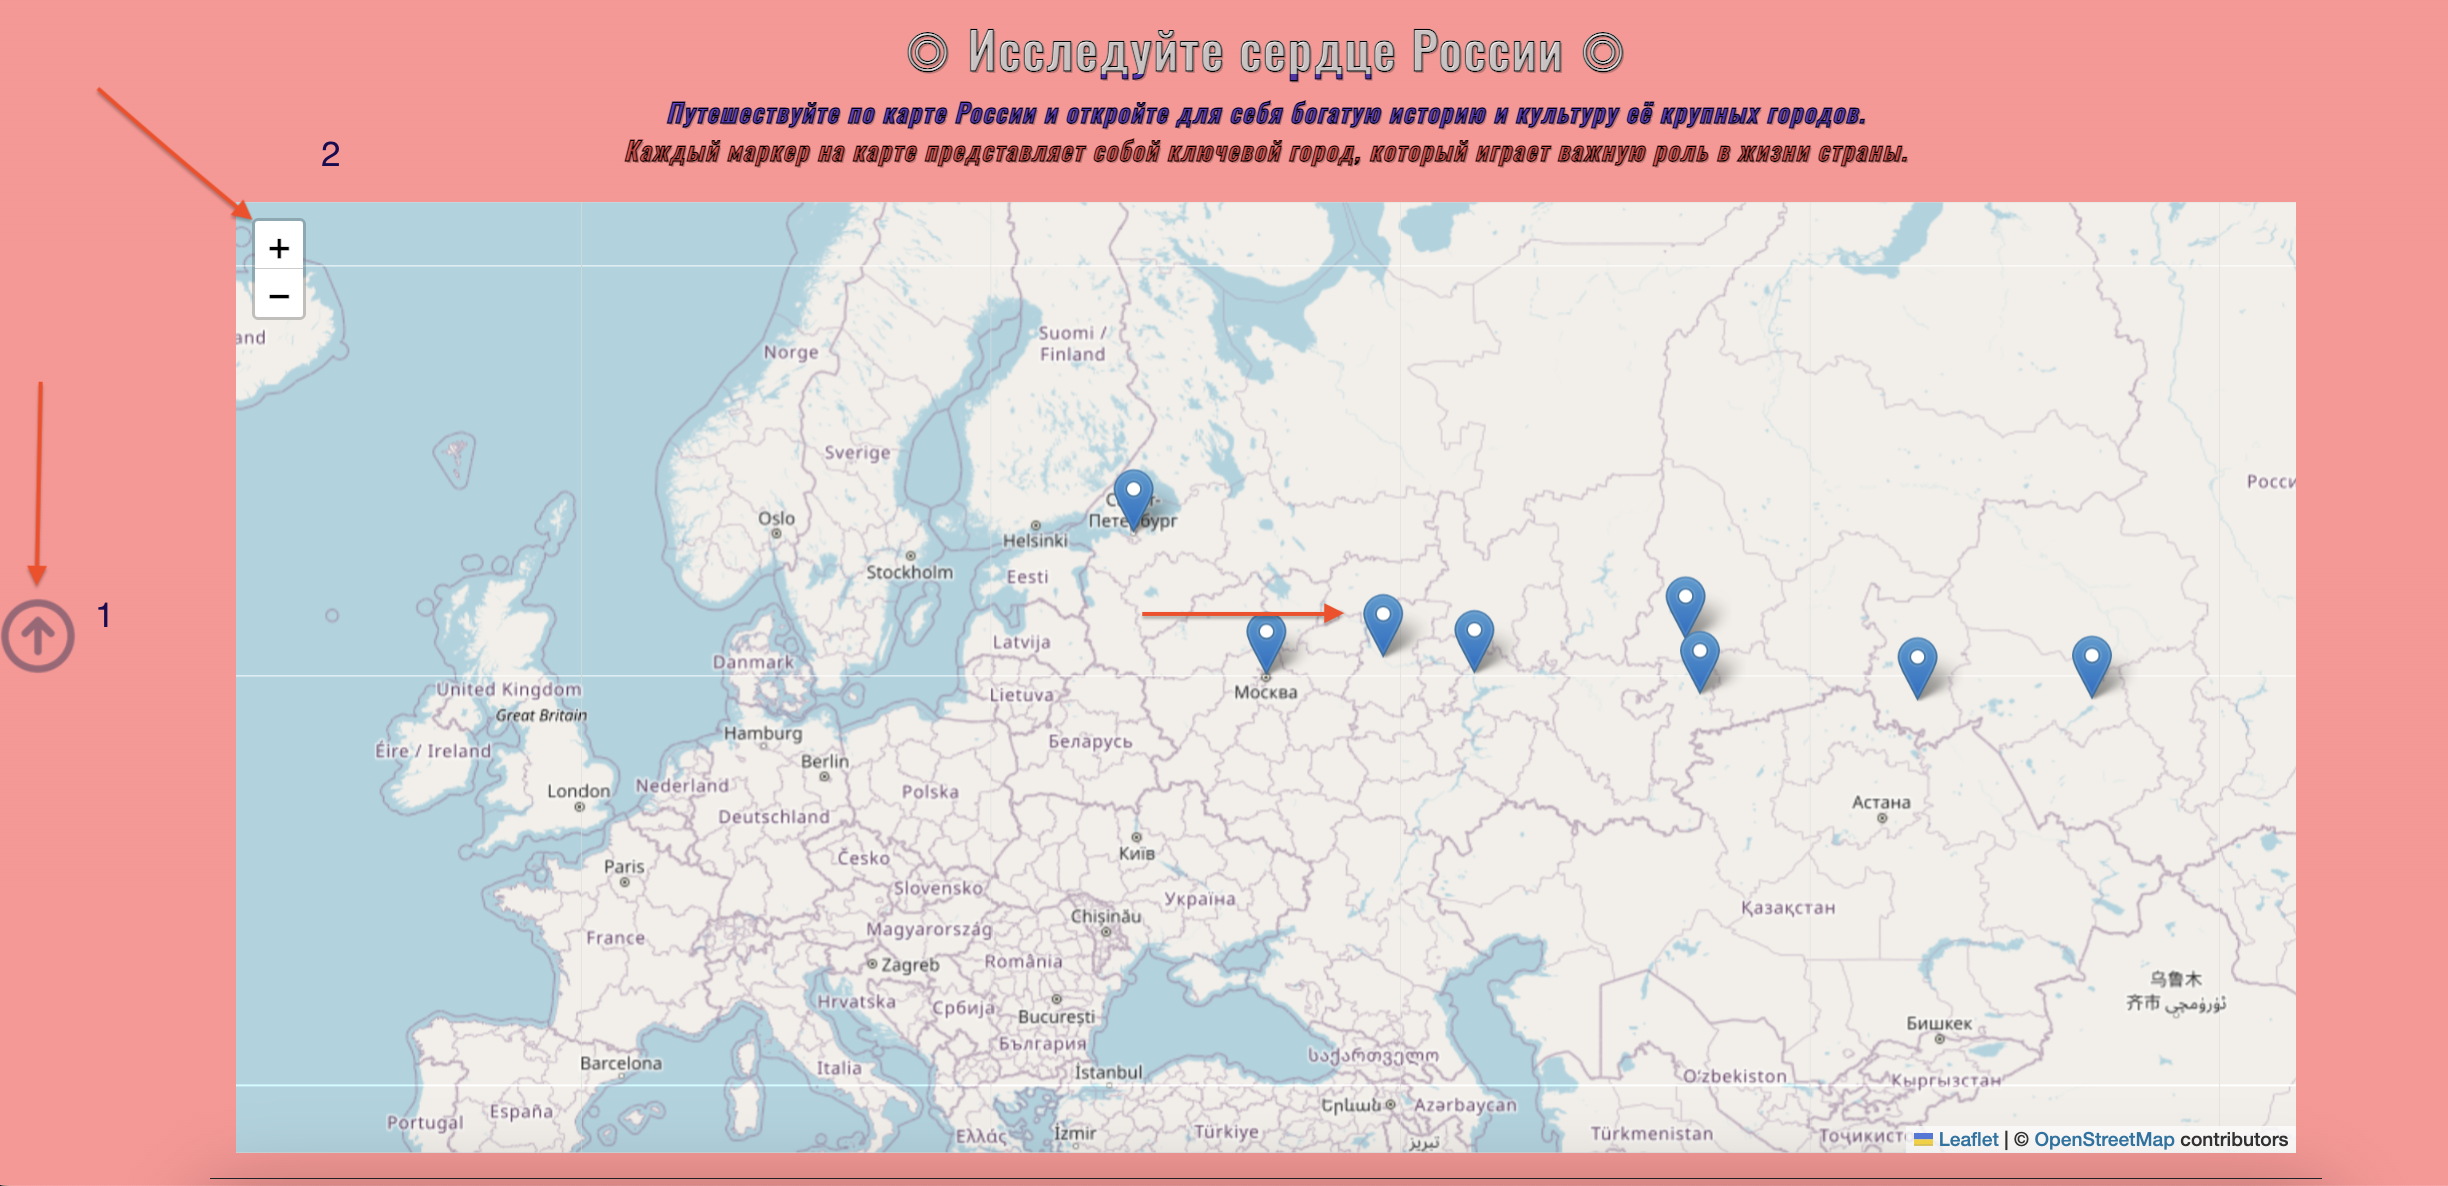 ◎ Исследуйте сердце России ◎
Путешествуйте по карте России и откройте для себя богатую историю и культуру её крупных городов.
Каждый маркер на карте представляет собой ключевой город, который играет важную роль в жизни страны.
2
+
−
and
Suomi /
Finland
Norge
Sverige
Росси
Oslo
Петербург
Helsinki
Stockholm
Eesti
1
Latvija
Danmark
Москва
United Kingdom
Lietuva
Great Britain
Éire / Ireland
Hamburg
Беларусь
Berlin
Nederland
London
Polska
Астана
Deutschland
Česko
Київ
Paris
Slovensko
Україна
Қазақстан
Chișinău
France
Magyarország
Zagreb
România
乌鲁木
齐市 ئۈرۈمچى
Hrvatska
Србија
București
Бишкек
България
Barcelona
Italia
საქართველო
İstanbul
Oʻzbekiston
Кыргызстан
Portugal
España
Երևան
Azərbaycan
Ελλάς
İzmir
Türkiye
تبریز
Türkmenistan
Тоҷикист
Leaflet | © OpenStreetMap contributors